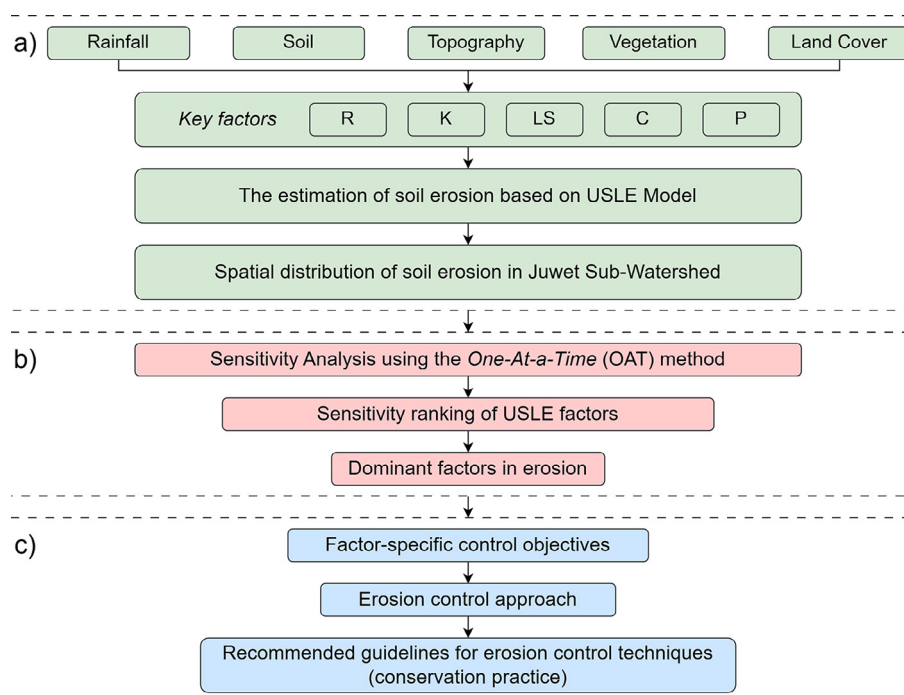 a)
Rainfall Soil Topography Vegetation Land Cover
Key factors R K LS C P
The estimation of soil erosion based on USLE Model
Spatial distribution of soil erosion in Juwet Sub-Watershed
b)
Sensitivity Analysis using the One-At-a-Time (OAT) method
Sensitivity ranking of USLE factors
Dominant factors in erosion
c)
Factor-specific control objectives
Erosion control approach
Recommended guidelines for erosion control techniques
(conservation practice)